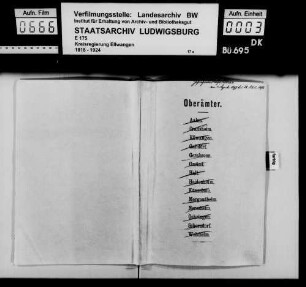 Aufn. Film
0666
Verfilmungsstelle: Landesarchiv BW
Institut für Erhaltung von Archiv- und Bibliotheksgut
STAATSARCHIV LUDWIGSBURG
E 175
Kreisregierung Ellwangen
1818 - 1924
Aufn. Einheit
0003
DK
Bü 695
Oberämter.
Aalen
Crailsheim
Ellwangen
Gaildorf
Gerabronn
Gmünd
Hall
Heidenheim
Künzelsau
Mergentheim
Neresheim
Oehringen
Schorndorf
Welzheim